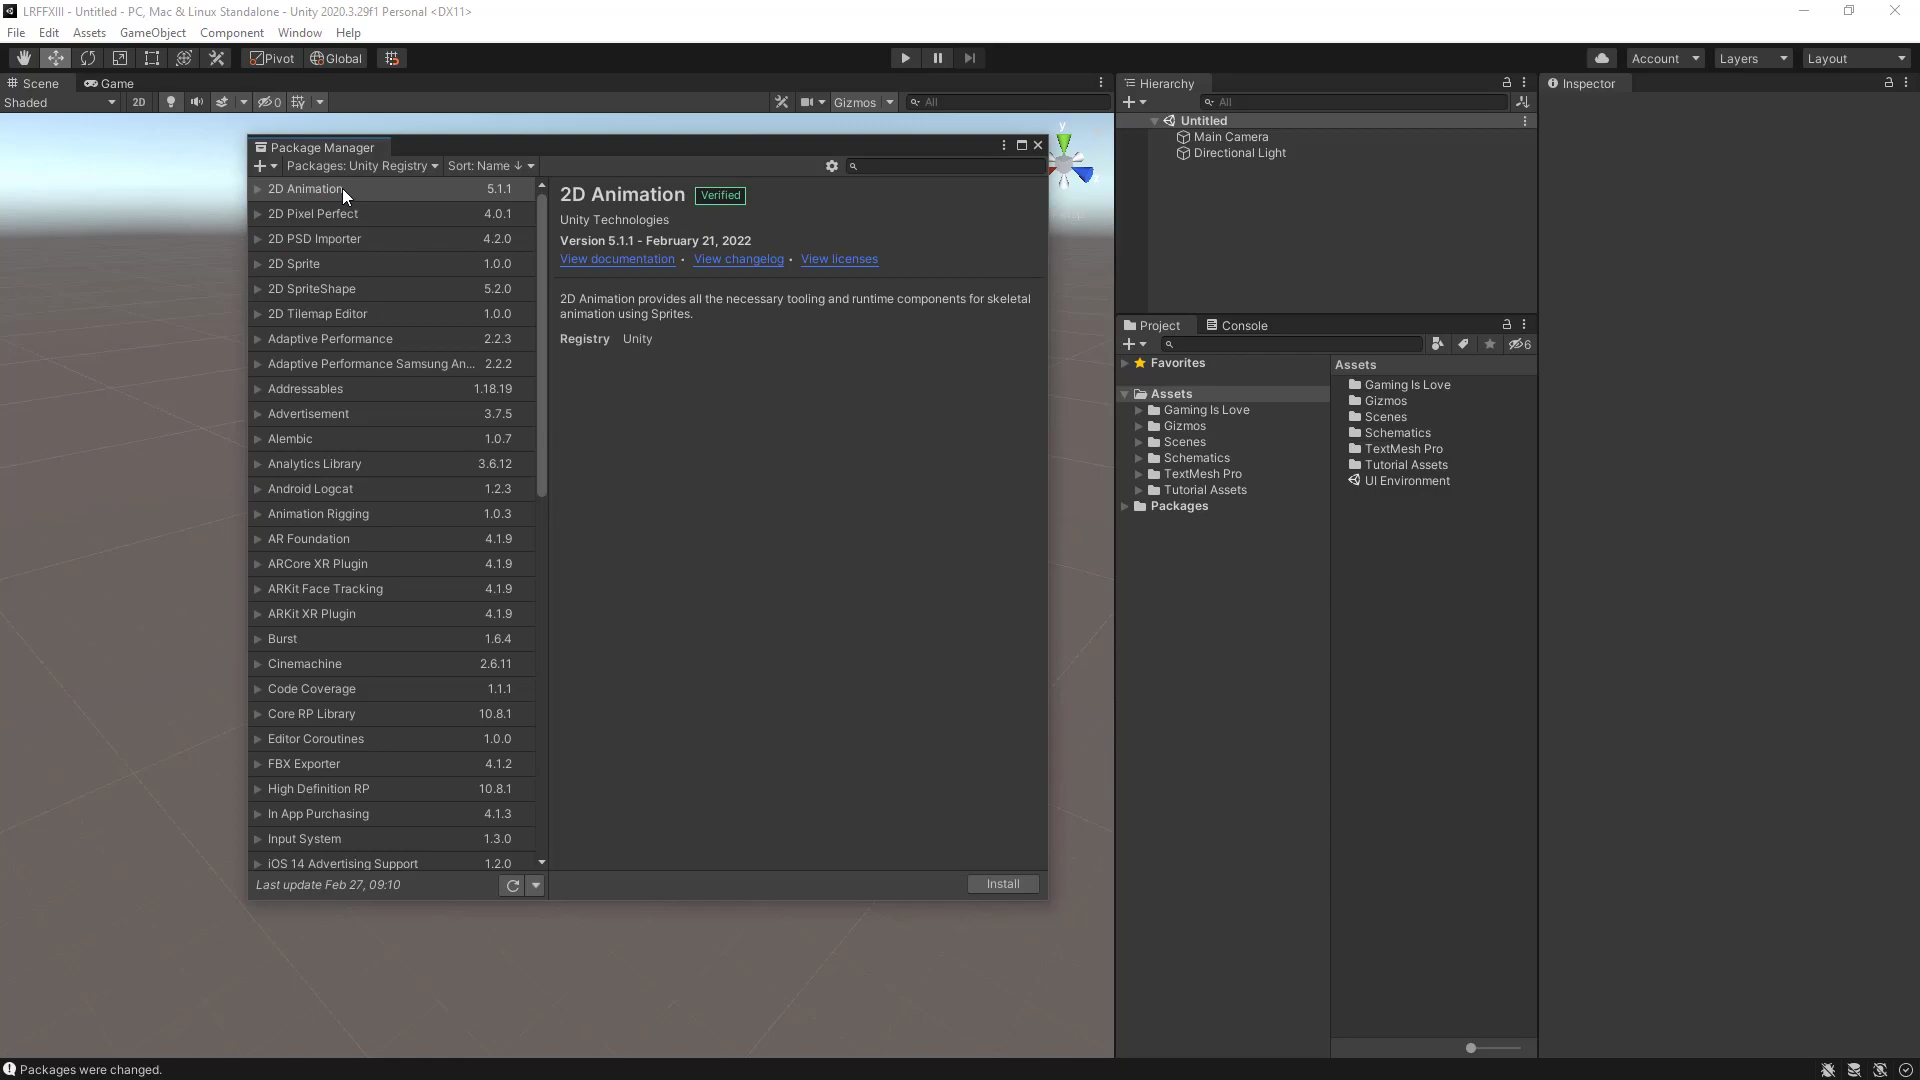 LRFFXIII - Untitled - PC, Mac & Linux Standalone - Unity 2020.3.29f1 Personal <DX11>
File Edit Assets GameObject Component Window Help
Pivot Global Account Layers Layout
Scene Game
Shaded 2D 0 Gizmos All
Hierarchy
All
Untitled
Main Camera
Directional Light
Inspector
Package Manager
Packages: Unity Registry Sort: Name ↓
2D Animation 5.1.1
2D Pixel Perfect 4.0.1
2D PSD Importer 4.2.0
2D Sprite 1.0.0
2D SpriteShape 5.2.0
2D Tilemap Editor 1.0.0
Adaptive Performance 2.2.3
Adaptive Performance Samsung An... 2.2.2
Addressables 1.18.19
Advertisement 3.7.5
Alembic 1.0.7
Analytics Library 3.6.12
Android Logcat 1.2.3
Animation Rigging 1.0.3
AR Foundation 4.1.9
ARCore XR Plugin 4.1.9
ARKit Face Tracking 4.1.9
ARKit XR Plugin 4.1.9
Burst 1.6.4
Cinemachine 2.6.11
Code Coverage 1.1.1
Core RP Library 10.8.1
Editor Coroutines 1.0.0
FBX Exporter 4.1.2
High Definition RP 10.8.1
In App Purchasing 4.1.3
Input System 1.3.0
iOS 14 Advertising Support 1.2.0
Last update Feb 27, 09:10
2D Animation Verified
Unity Technologies
Version 5.1.1 - February 21, 2022
View documentation • View changelog • View licenses
2D Animation provides all the necessary tooling and runtime components for skeletal
animation using Sprites.
Registry Unity
Install
y
x
Project Console
6
Favorites
Assets
Gaming Is Love
Gizmos
Scenes
Schematics
TextMesh Pro
Tutorial Assets
Packages
Assets
Gaming Is Love
Gizmos
Scenes
Schematics
TextMesh Pro
Tutorial Assets
UI Environment
Packages were changed.